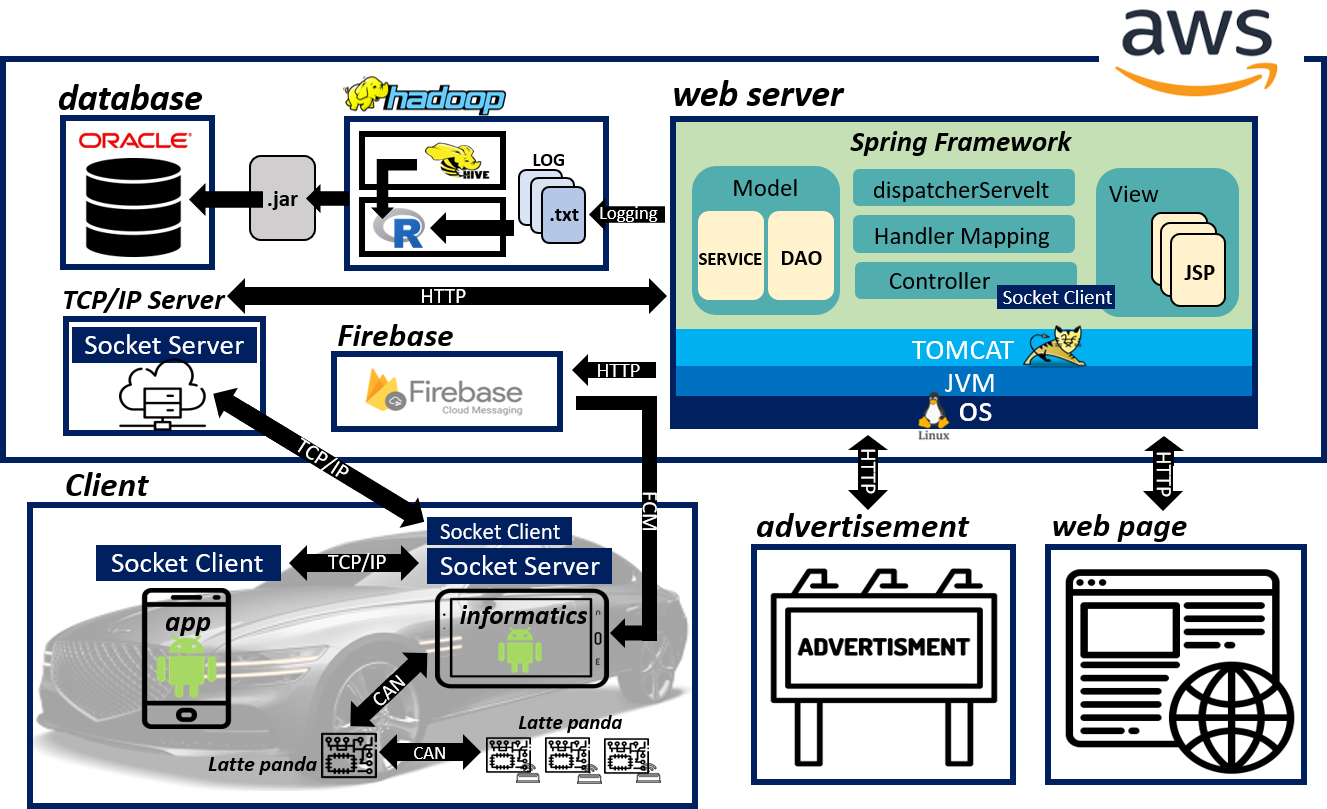 aws
database
hadoop
web server
ORACLE
.jar
HIVE
LOG
.txt
R
Logging
Spring Framework
Model
SERVICE
DAO
dispatcherServelt
Handler Mapping
Controller
Socket Client
View
JSP
TCP/IP Server
HTTP
Socket Server
Firebase
Firebase
Cloud Messaging
HTTP
TOMCAT
JVM
OS
Linux
TCP/IP
HTTP
HTTP
Client
FCM
advertisement
web page
Socket Client
Socket Client
TCP/IP
Socket Server
app
informatics
ADVERTISMENT
CAN
Latte panda
Latte panda
CAN